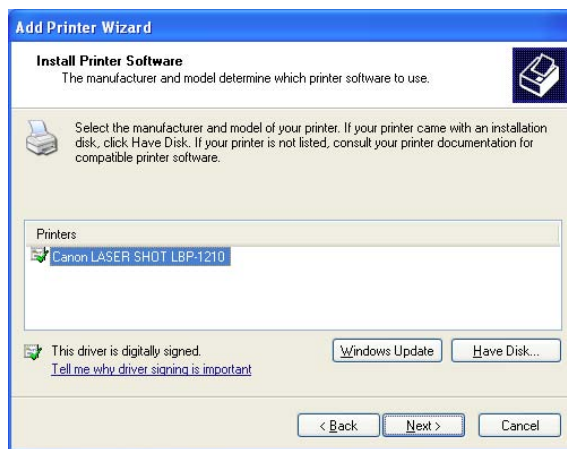 Add Printer Wizard
Install Printer Software
The manufacturer and model determine which printer software to use.
Select the manufacturer and model of your printer. If your printer came with an installation
disk, click Have Disk. If your printer is not listed, consult your printer documentation for
compatible printer software.
Printers
Canon LASER SHOT LBP-1210
This driver is digitally signed.
Tell me why driver signing is important
Windows Update
Have Disk...
< Back
Next >
Cancel